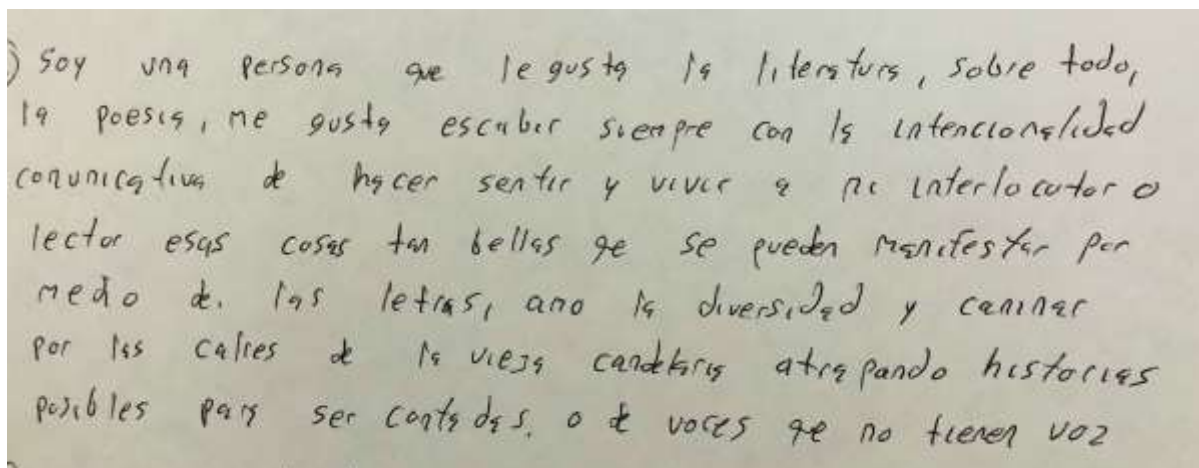 ) Soy una persona que le gusta la literatura, sobre todo,
la poesia, me gusta escribir siempre con la intencionalidad
comunicativa de hacer sentir y vivir a mi interlocutor o
lector esas cosas tan bellas qe se pueden manifestar por
medio de. las letras, amo la diversidad y caminar
por las calles de la vieja candelaria atrapando historias
posibles para ser contadas. o de voces qe no tienen voz